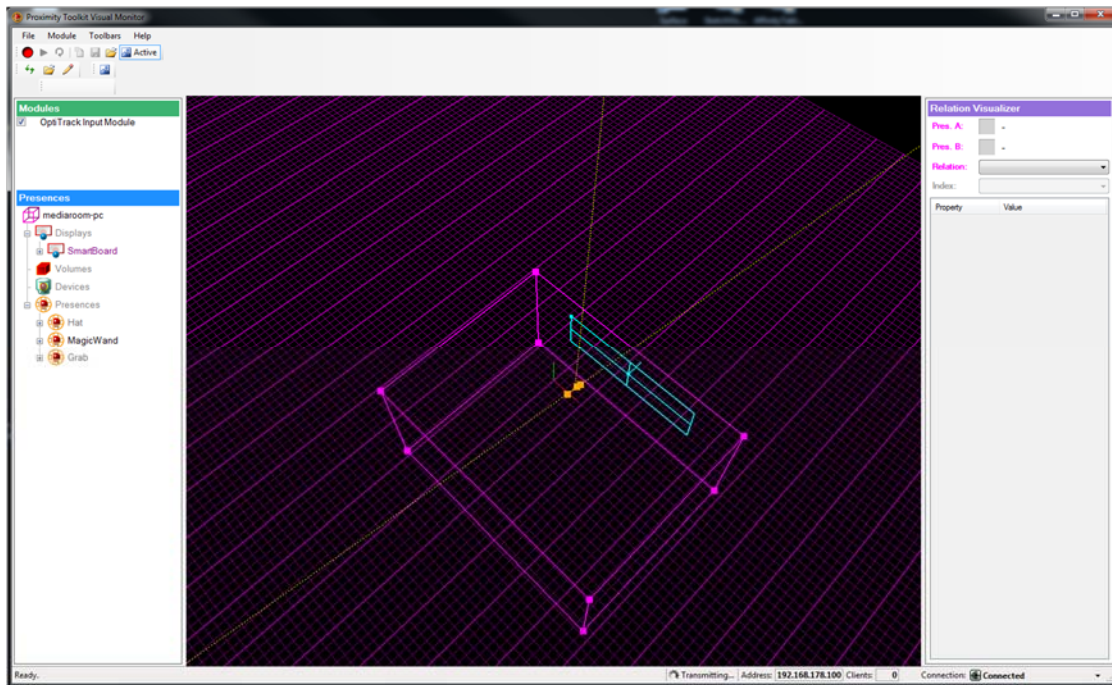 Proximity Toolkit Visual Monitor
File Module Toolbars Help
Active
Modules
OptiTrack Input Module
Presences
mediaroom-pc
Displays
SmartBoard
Volumes
Devices
Presences
Hat
MagicWand
Grab
Relation Visualizer
Pres. A: -
Pres. B: -
Relation:
Index:
Property Value
Ready.
Transmitting... Address: 192.168.178.100 Clients: 0 Connection: Connected